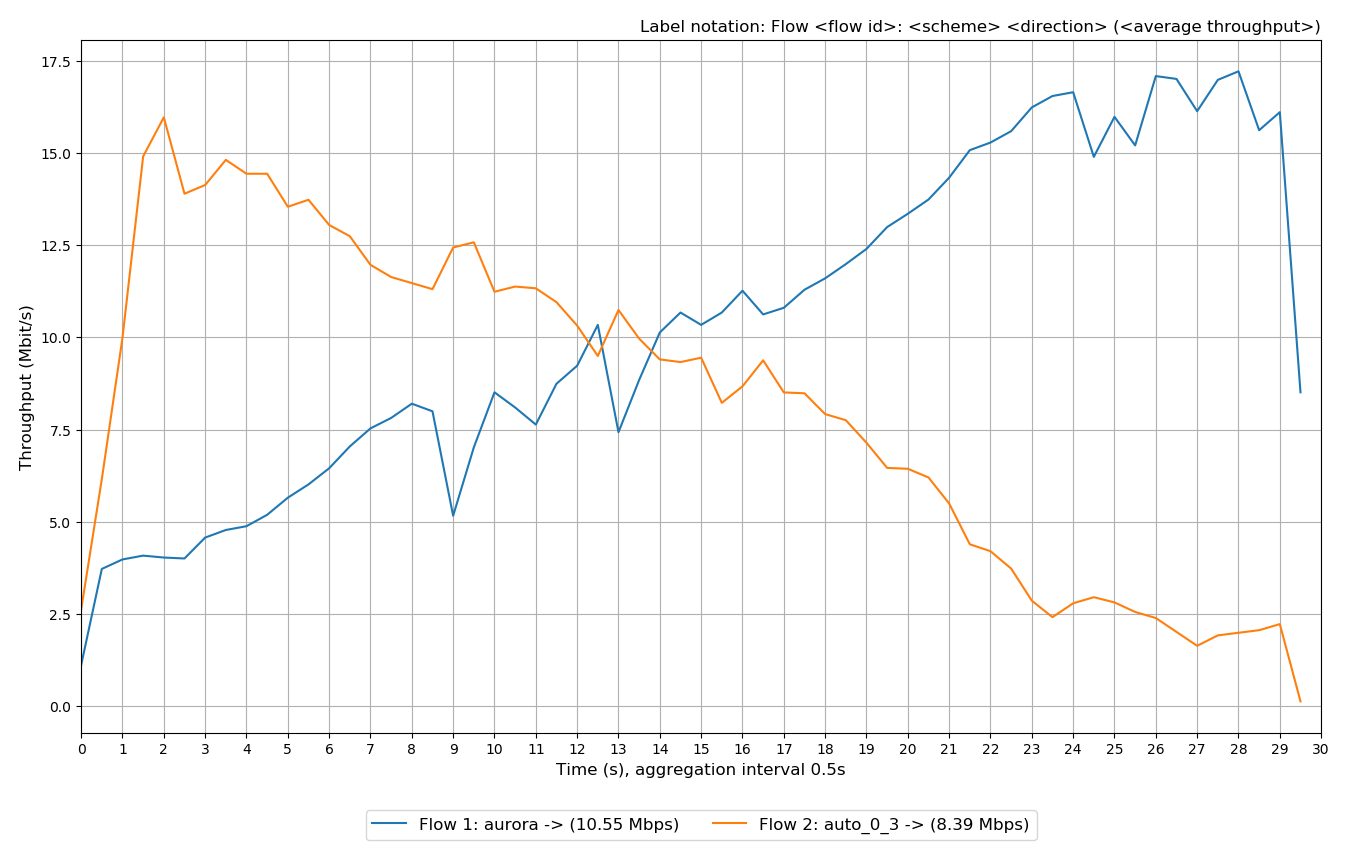 Label notation: Flow <flow id>: <scheme> <direction> (<average throughput>)
17.5
15.0
12.5
10.0
7.5
5.0
2.5
0.0
Throughput (Mbit/s)
0 1 2 3 4 5 6 7 8 9 10 11 12 13 14 15 16 17 18 19 20 21 22 23 24 25 26 27 28 29 30
Time (s), aggregation interval 0.5s
Flow 1: aurora -> (10.55 Mbps) Flow 2: auto_0_3 -> (8.39 Mbps)